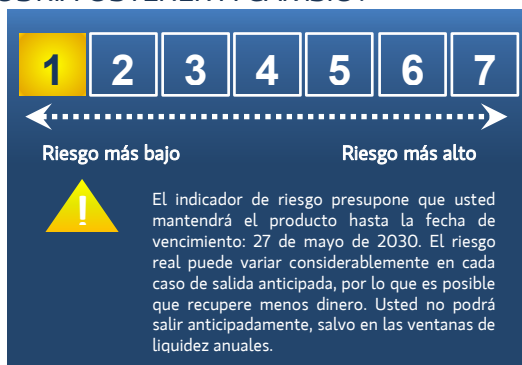 1 2 3 4 5 6 7
Riesgo más bajo Riesgo más alto
!
El indicador de riesgo presupone que usted
mantendrá el producto hasta la fecha de
vencimiento: 27 de mayo de 2030. El riesgo
real puede variar considerablemente en cada
caso de salida anticipada, por lo que es posible
que recupere menos dinero. Usted no podrá
salir anticipadamente, salvo en las ventanas de
liquidez anuales.